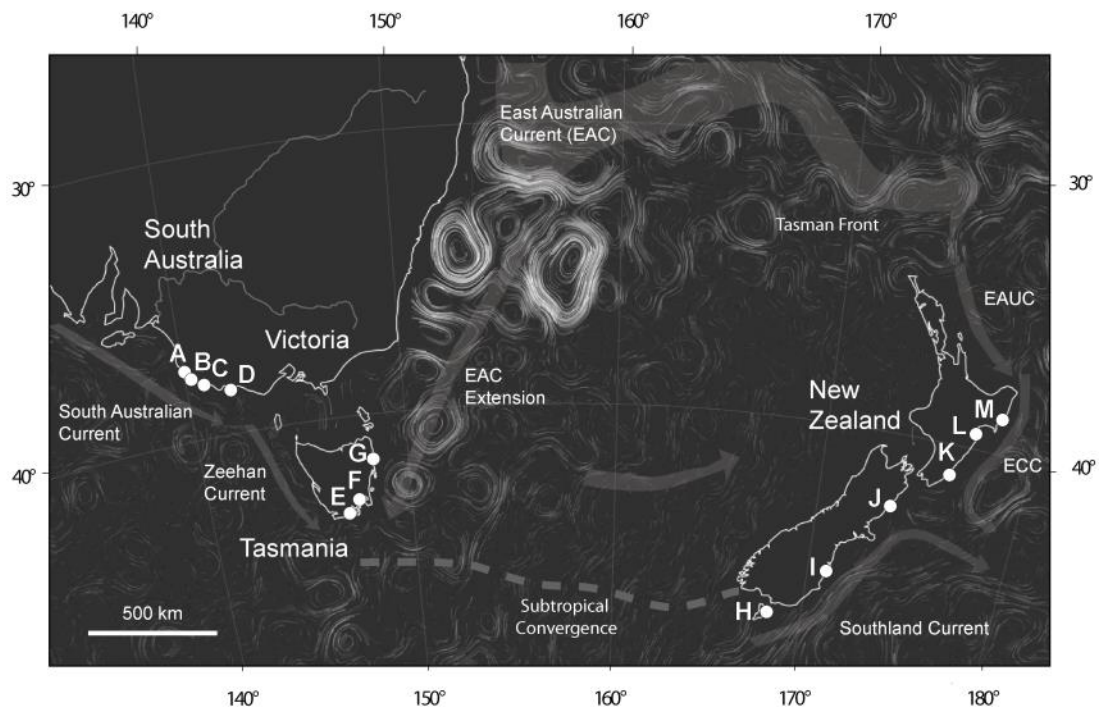 140°
150°
160°
170°
East Australian
Current (EAC)
30°
30°
Tasman Front
South
Australia
EAUC
Victoria
A
B
C
D
EAC
Extension
New
Zealand
South Australian
Current
M
L
G
K
Zeehan
Current
40°
40°
ECC
F
E
J
Tasmania
I
500 km
Subtropical
Convergence
H
Southland Current
140°
150°
160°
170°
180°